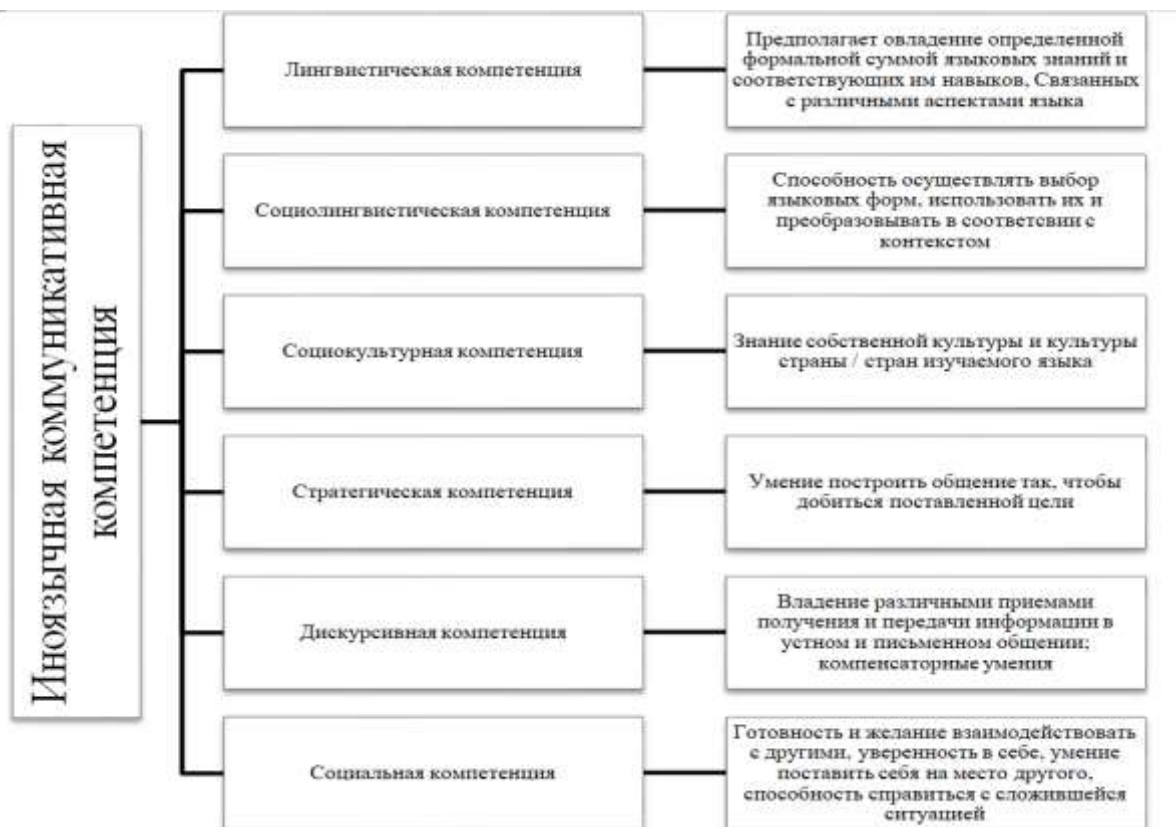 Иноязычная коммуникативная
компетенция
Лингвистическая компетенция
Предполагает овладение определенной
формальной суммой языковых знаний и
соответствующих им навыков, Связанных
с различными аспектами языка
Социолингвистическая компетенция
Способность осуществлять выбор
языковых форм, использовать их и
преобразовывать в соответсвии с
контекстом
Социокультурная компетенция
Знание собственной культуры и культуры
страны / стран изучаемого языка
Стратегическая компетенция
Умение построить общение так, чтобы
добиться поставленной цели
Дискурсивная компетенция
Владение различными приемами
получения и передачи информации в
устном и письменном общении;
компенсаторные умения
Социальная компетенция
Готовность и желание взаимодействовать
с другими, уверенность в себе, умение
поставить себя на место другого,
способность справиться с сложившейся
ситуацией